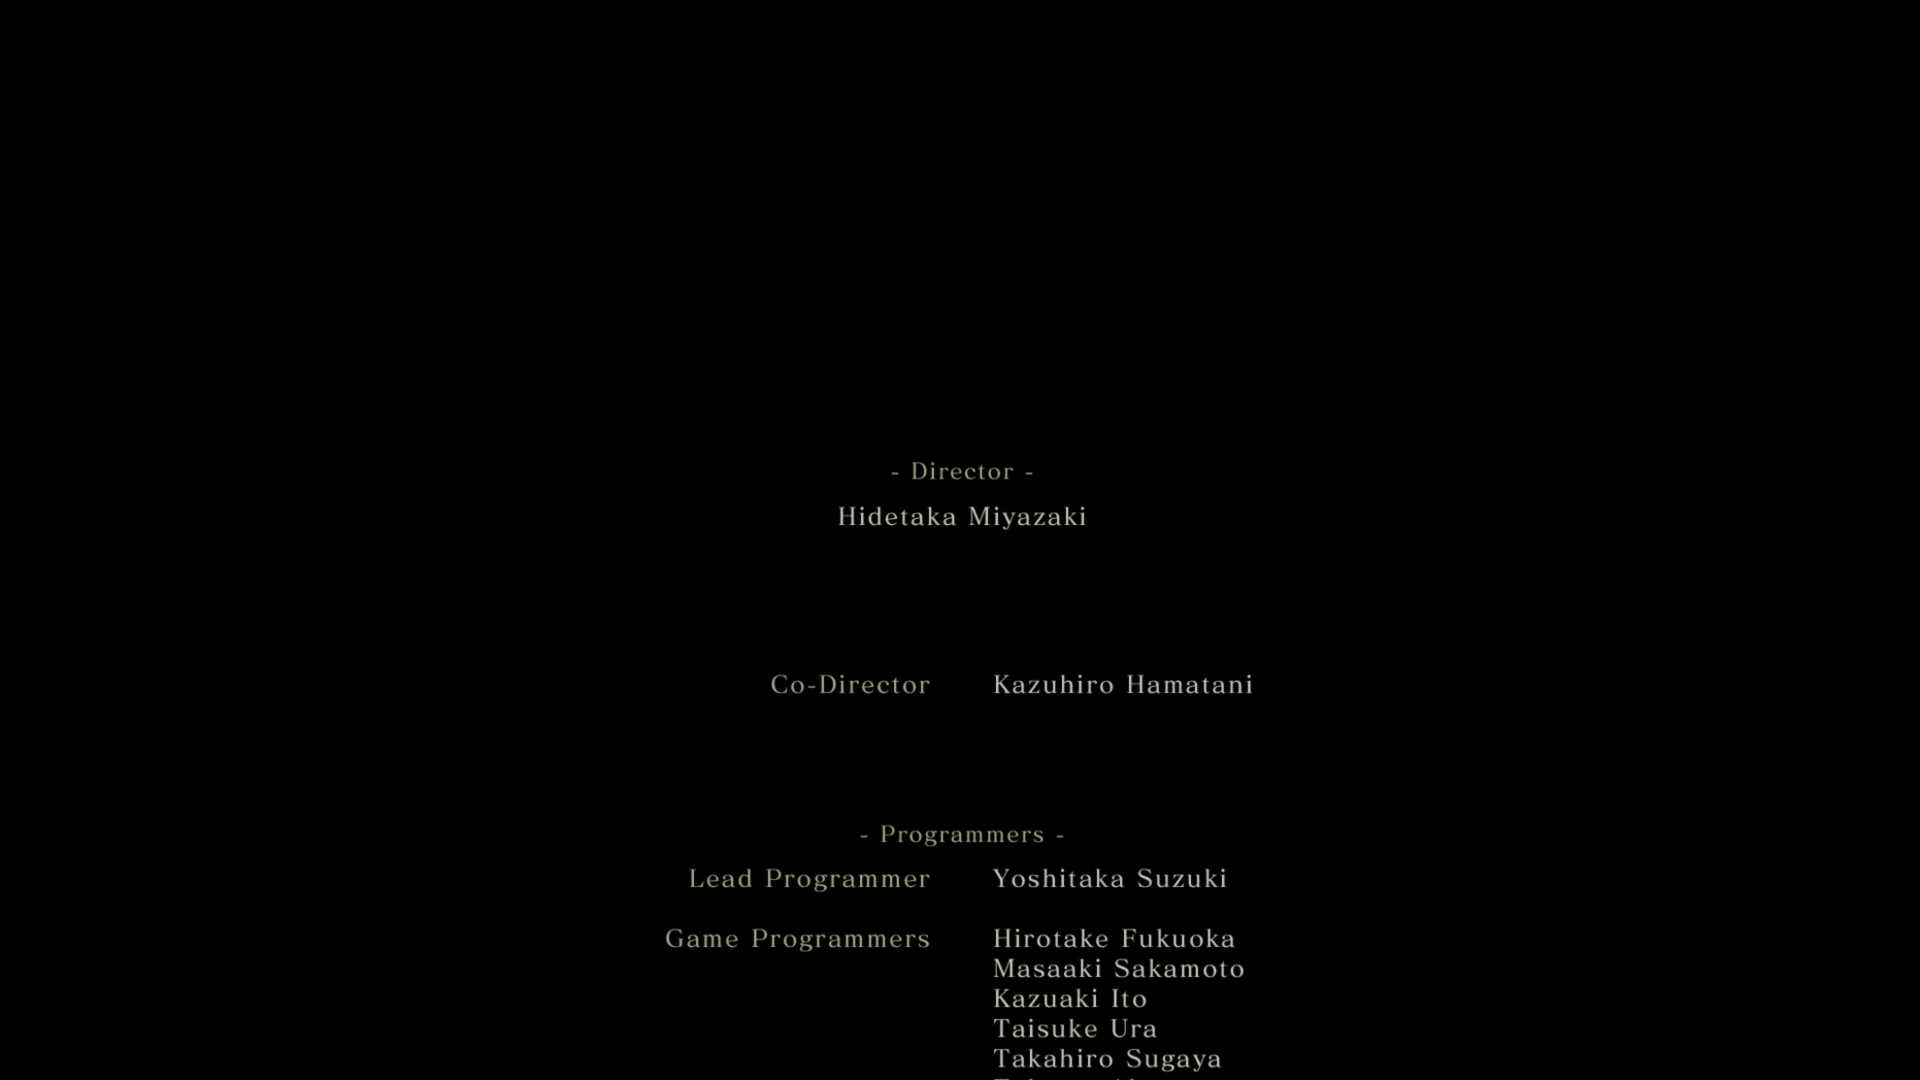 - Director -
Hidetaka Miyazaki
Co-Director Kazuhiro Hamatani
- Programmers -
Lead Programmer Yoshitaka Suzuki
Game Programmers Hirotake Fukuoka
Masaaki Sakamoto
Kazuaki Ito
Taisuke Ura
Takahiro Sugaya